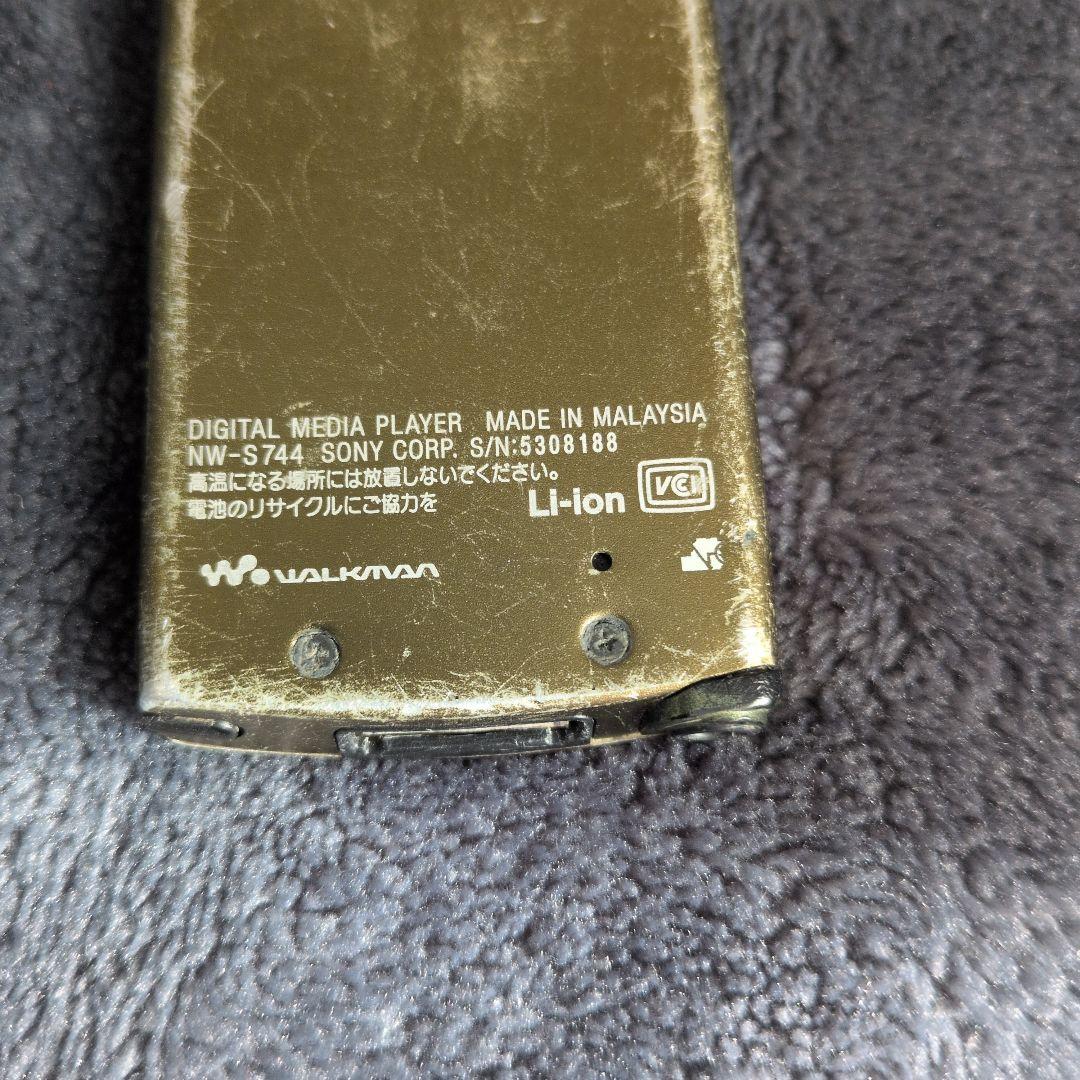 DIGITAL MEDIA PLAYER MADE IN MALAYSIA
NW-S744 SONY CORP. S/N:5308188
高温になる場所には放置しないでください。
電池のリサイクルにご協力を
Li-ion
VCI
WALKMAN